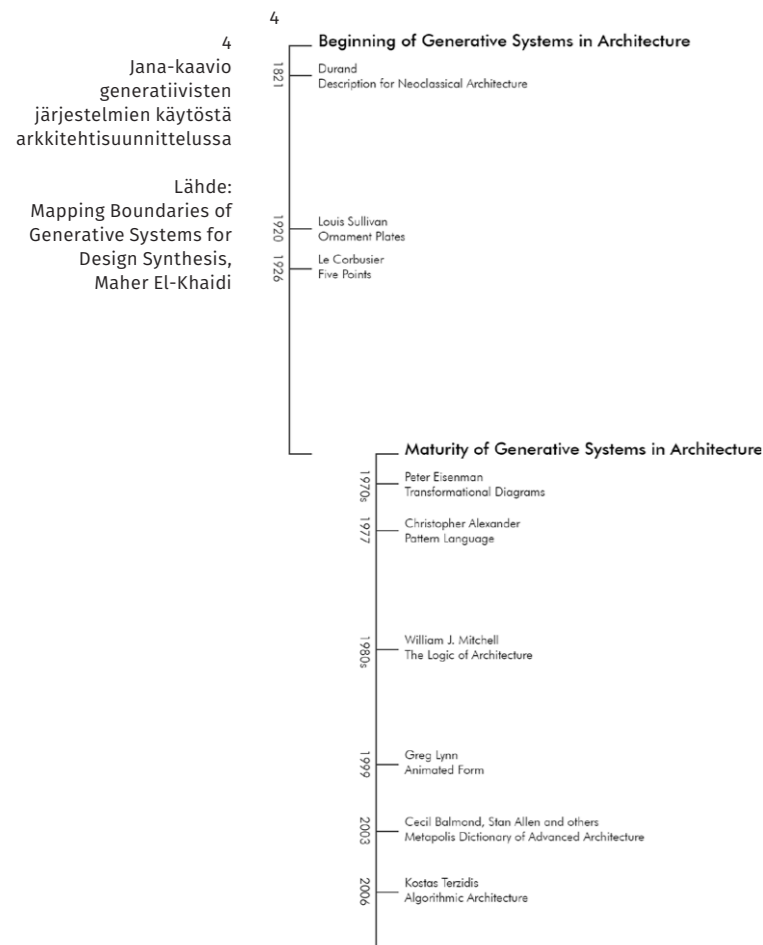 4
Jana-kaavio
generatiivisten
järjestelmien käytöstä
arkkitehtisuunnittelussa
Lähde:
Mapping Boundaries of
Generative Systems for
Design Synthesis,
Maher El-Khaidi
4
Beginning of Generative Systems in Architecture
1821
Durand
Description for Neoclassical Architecture
1920
Louis Sullivan
Ornament Plates
1926
Le Corbusier
Five Points
Maturity of Generative Systems in Architecture
1970s
Peter Eisenman
Transformational Diagrams
1977
Christopher Alexander
Pattern Language
1980s
William J. Mitchell
The Logic of Architecture
1999
Greg Lynn
Animated Form
2003
Cecil Balmond, Stan Allen and others
Metapolis Dictionary of Advanced Architecture
2006
Kostas Terzidis
Algorithmic Architecture